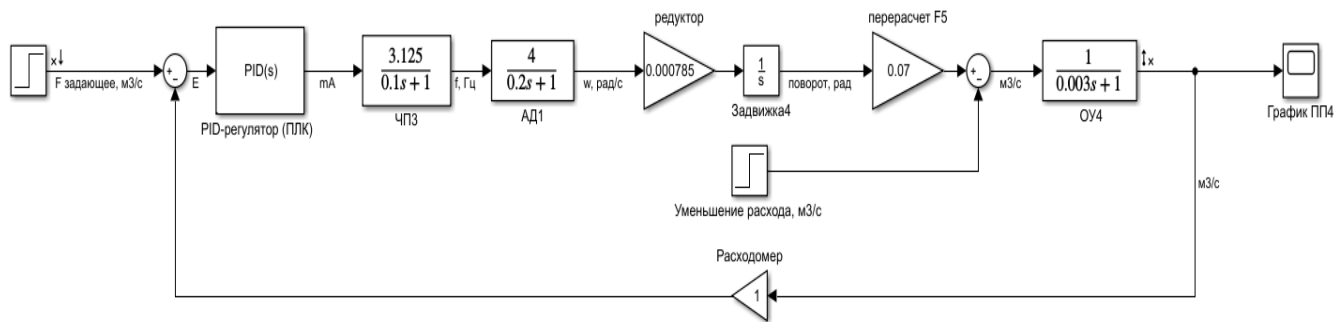 редуктор
перерасчет F5
x↓
F задающее, м3/с
+
−
E
PID(s)
mA
PID-регулятор (ПЛК)
3.125
0.1s + 1
f, Гц
ЧП3
4
0.2s + 1
w, рад/с
АД1
0.000785
1
s
поворот, рад
Задвижка4
0.07
+
−
м3/с
1
0.003s + 1
ОУ4
↕x
График ПП4
Уменьшение расхода, м3/с
м3/с
Расходомер
1